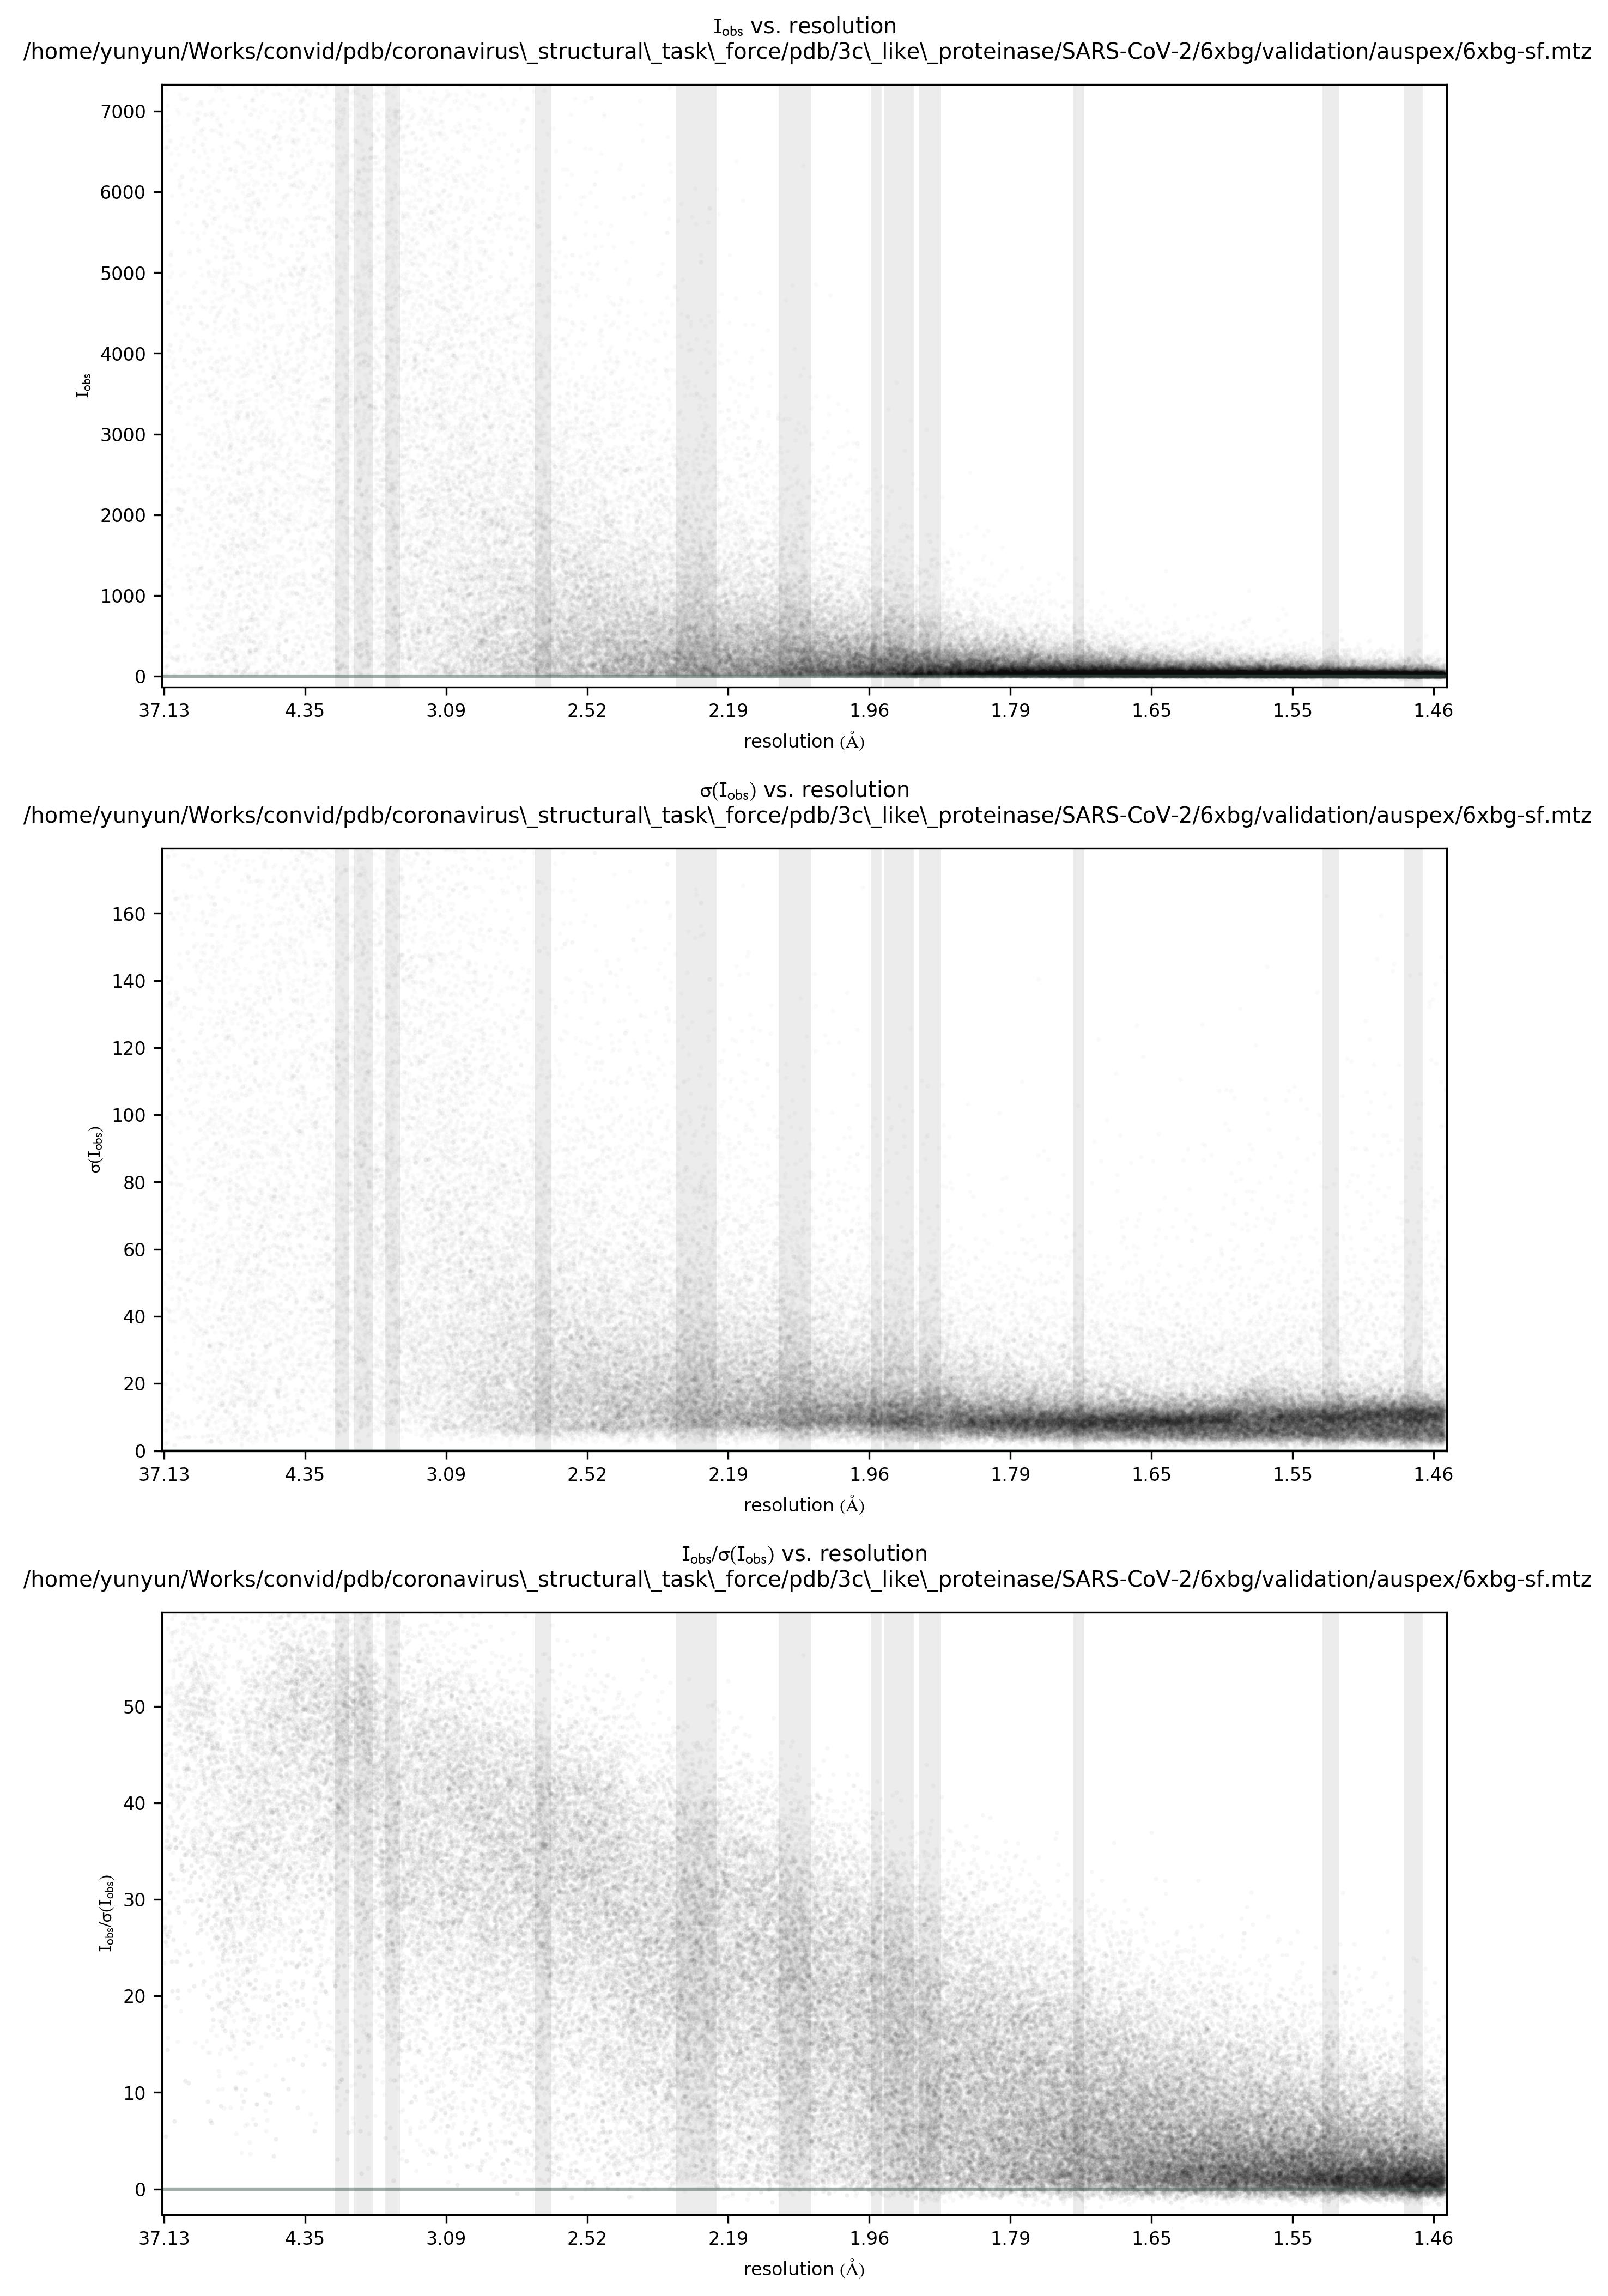 Iobs vs. resolution
/home/yunyun/Works/convid/pdb/coronavirus\_structural\_task\_force/pdb/3c\_like\_proteinase/SARS-CoV-2/6xbg/validation/auspex/6xbg-sf.mtz
7000
6000
5000
4000
3000
2000
1000
0
Iobs
37.13 4.35 3.09 2.52 2.19 1.96 1.79 1.65 1.55 1.46
resolution (Å)
σ(Iobs) vs. resolution
/home/yunyun/Works/convid/pdb/coronavirus\_structural\_task\_force/pdb/3c\_like\_proteinase/SARS-CoV-2/6xbg/validation/auspex/6xbg-sf.mtz
160
140
120
100
80
60
40
20
0
σ(Iobs)
37.13 4.35 3.09 2.52 2.19 1.96 1.79 1.65 1.55 1.46
resolution (Å)
Iobs/σ(Iobs) vs. resolution
/home/yunyun/Works/convid/pdb/coronavirus\_structural\_task\_force/pdb/3c\_like\_proteinase/SARS-CoV-2/6xbg/validation/auspex/6xbg-sf.mtz
50
40
30
20
10
0
Iobs/σ(Iobs)
37.13 4.35 3.09 2.52 2.19 1.96 1.79 1.65 1.55 1.46
resolution (Å)